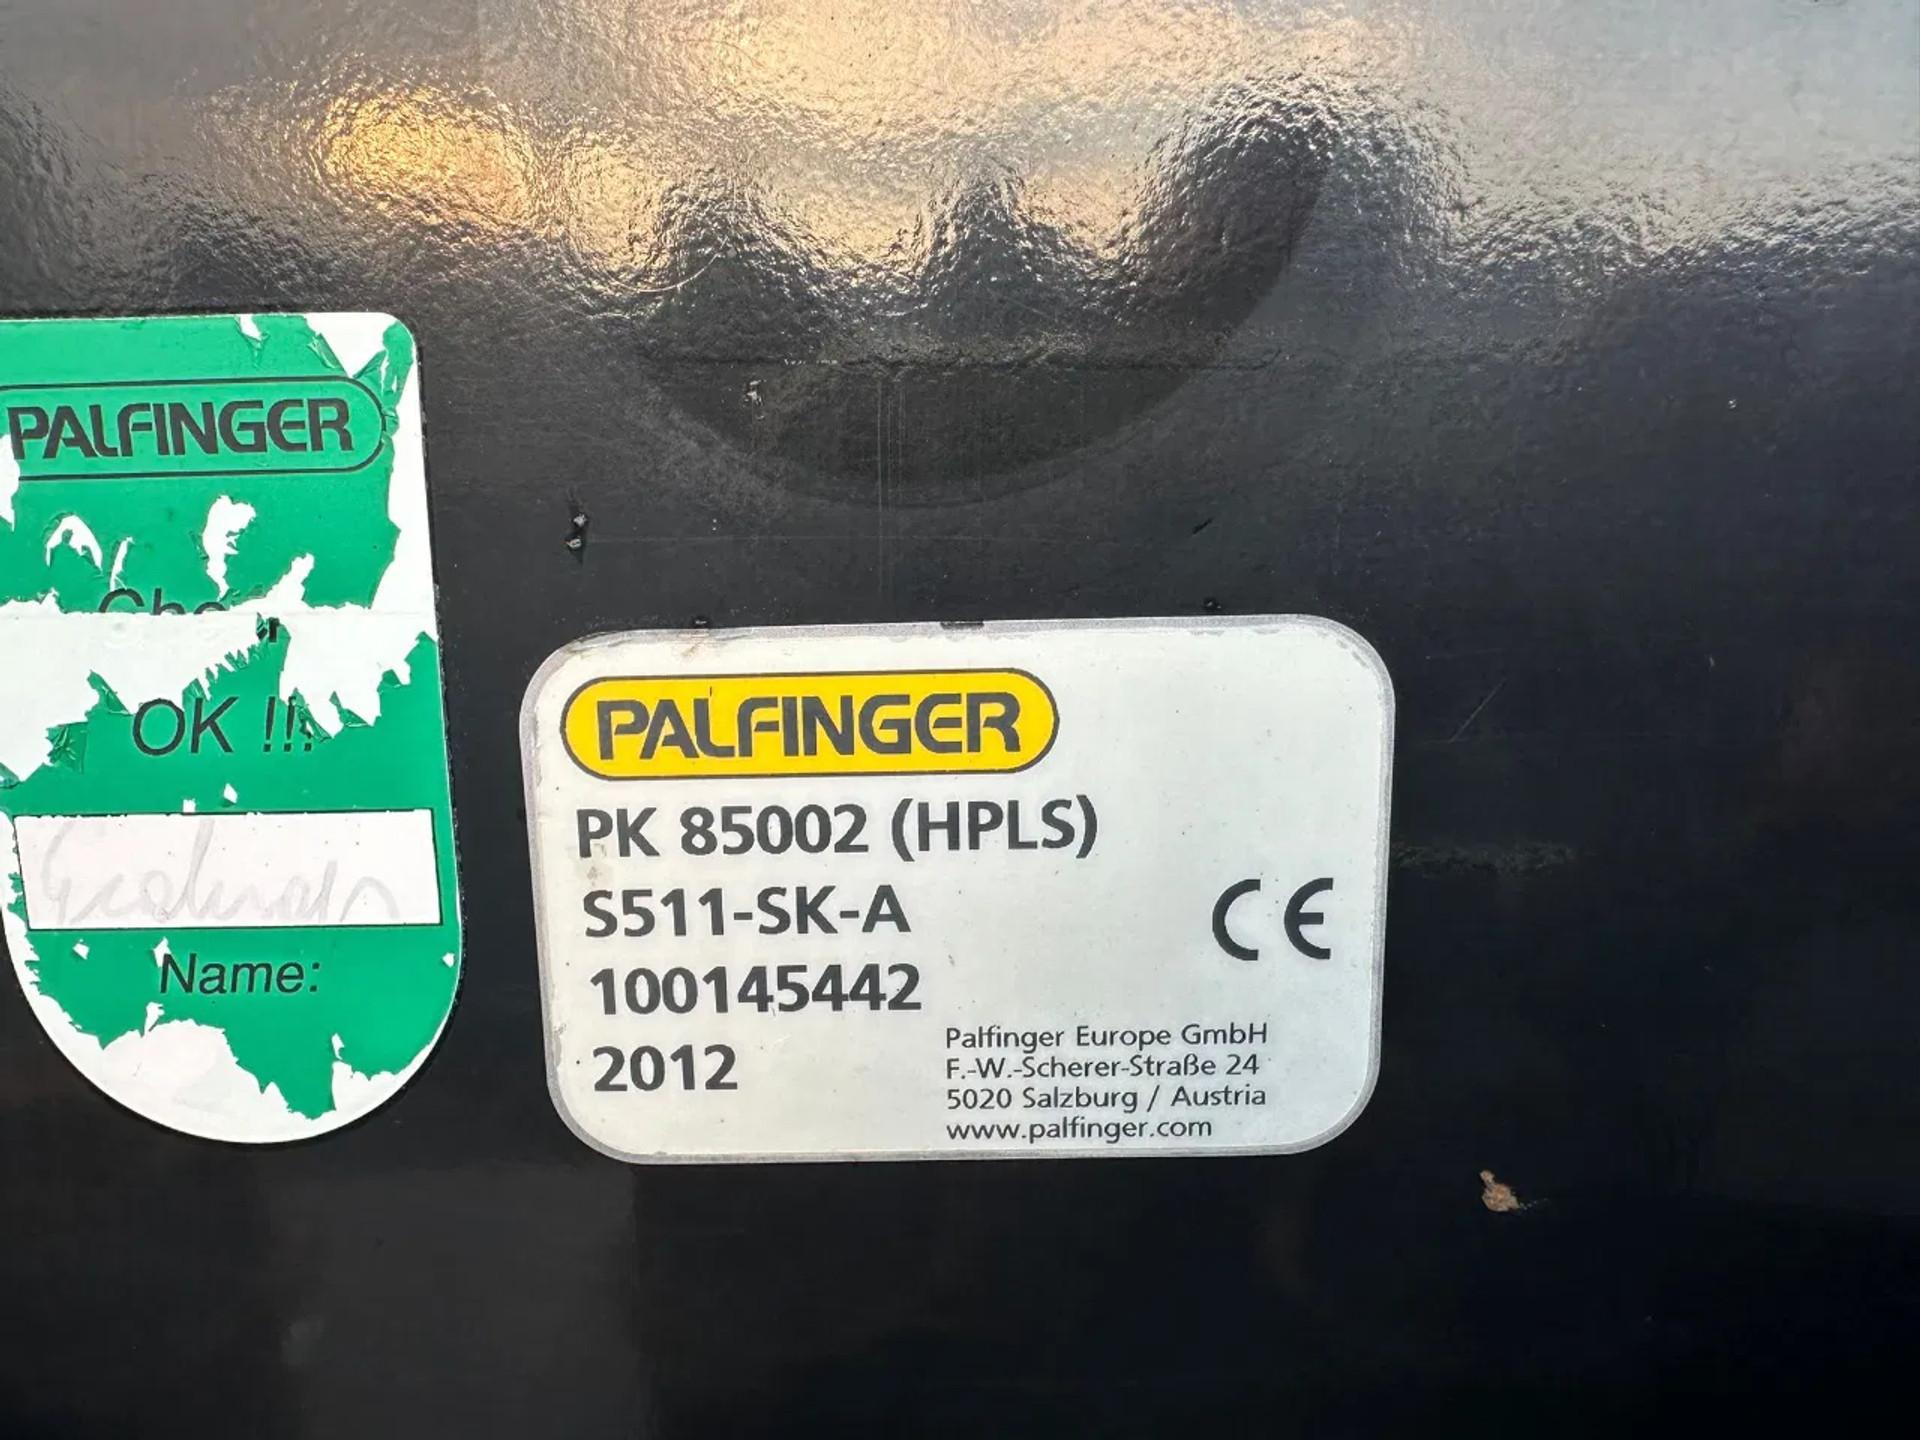 PALFINGER
OK !!!
Name:
PALFINGER
PK 85002 (HPLS)
S511-SK-A
100145442
2012
CE
Palfinger Europe GmbH
F.-W.-Scherer-Straße 24
5020 Salzburg / Austria
www.palfinger.com